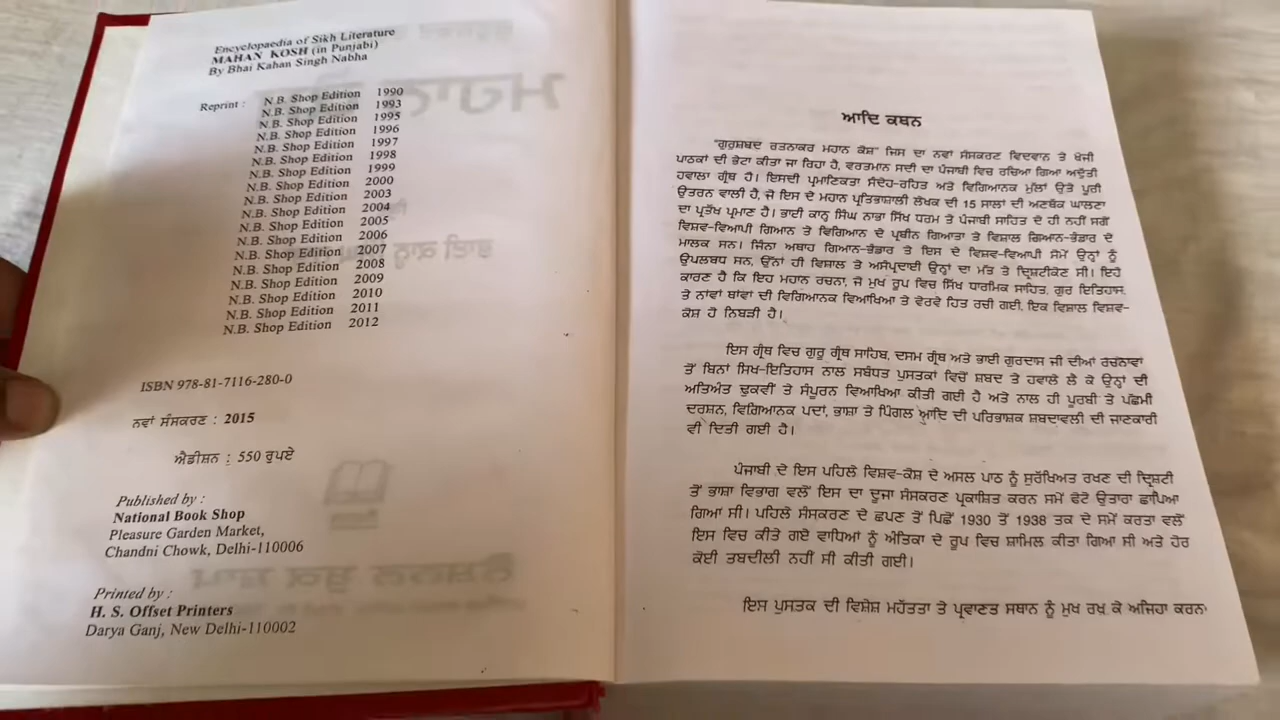 Encyclopaedia of Sikh Literature
MAHAN KOSH (in Punjabi)
By Bhai Kahan Singh Nabha
Reprint : N.B. Shop Edition 1990
N.B. Shop Edition 1993
N.B. Shop Edition 1995
N.B. Shop Edition 1996
N.B. Shop Edition 1997
N.B. Shop Edition 1998
N.B. Shop Edition 1999
N.B. Shop Edition 2000
N.B. Shop Edition 2003
N.B. Shop Edition 2004
N.B. Shop Edition 2005
N.B. Shop Edition 2006
N.B. Shop Edition 2007
N.B. Shop Edition 2008
N.B. Shop Edition 2009
N.B. Shop Edition 2010
N.B. Shop Edition 2011
N.B. Shop Edition 2012
ISBN 978-81-7116-280-0
ਨਵਾਂ ਸੰਸਕਰਣ : 2015
ਐਡੀਸ਼ਨ : 550 ਰੁਪਏ
Published by :
National Book Shop
Pleasure Garden Market,
Chandni Chowk, Delhi-110006
Printed by :
H. S. Offset Printers
Darya Ganj, New Delhi-110002
ਆਦਿ ਕਥਨ
"ਗੁਰਸ਼ਬਦ ਰਤਨਾਕਰ ਮਹਾਨ ਕੋਸ਼" ਜਿਸ ਦਾ ਨਵਾਂ ਸੰਸਕਰਣ ਵਿਦਵਾਨ ਤੇ ਖੋਜੀ
ਪਾਠਕਾਂ ਦੀ ਭੇਟਾ ਕੀਤਾ ਜਾ ਰਿਹਾ ਹੈ, ਵਰਤਮਾਨ ਸਦੀ ਦਾ ਪੰਜਾਬੀ ਵਿਚ ਰਚਿਆ ਗਿਆ ਅਦੁੱਤੀ
ਹਵਾਲਾ ਗ੍ਰੰਥ ਹੈ। ਇਸਦੀ ਪ੍ਰਮਾਣਿਕਤਾ ਸੰਦੇਹ-ਰਹਿਤ ਅਤੇ ਵਿਗਿਆਨਕ ਮੁੱਲਾਂ ਉਤੇ ਪੂਰੀ
ਉਤਰਨ ਵਾਲੀ ਹੈ, ਜੋ ਇਸ ਦੇ ਮਹਾਨ ਪ੍ਰਤਿਭਾਸ਼ਾਲੀ ਲੇਖਕ ਦੀ 15 ਸਾਲਾਂ ਦੀ ਅਣਥੱਕ ਘਾਲਣਾ
ਦਾ ਪ੍ਰਤੱਖ ਪ੍ਰਮਾਣ ਹੈ। ਭਾਈ ਕਾਨ੍ਹ ਸਿੰਘ ਨਾਭਾ ਸਿੱਖ ਧਰਮ ਤੇ ਪੰਜਾਬੀ ਸਾਹਿਤ ਦੇ ਹੀ ਨਹੀਂ ਸਗੋਂ
ਵਿਸ਼ਵ-ਵਿਆਪੀ ਗਿਆਨ ਤੇ ਵਿਗਿਆਨ ਦੇ ਪ੍ਰਬੀਨ ਗਿਆਤਾ ਤੇ ਵਿਸ਼ਾਲ ਗਿਆਨ-ਭੰਡਾਰ ਦੇ
ਮਾਲਕ ਸਨ। ਜਿੰਨਾ ਅਥਾਹ ਗਿਆਨ-ਭੰਡਾਰ ਤੇ ਇਸ ਦੇ ਵਿਸ਼ਵ-ਵਿਆਪੀ ਸੋਮੇ ਉਨ੍ਹਾਂ ਨੂੰ
ਉਪਲਬਧ ਸਨ, ਉੱਨਾਂ ਹੀ ਵਿਸ਼ਾਲ ਤੇ ਅਸੰਪ੍ਰਦਾਈ ਉਨ੍ਹਾਂ ਦਾ ਮੱਤ ਤੇ ਦ੍ਰਿਸ਼ਟੀਕੋਣ ਸੀ। ਇਹੋ
ਕਾਰਣ ਹੈ ਕਿ ਇਹ ਮਹਾਨ ਰਚਨਾ, ਜੋ ਮੁਖ ਰੂਪ ਵਿਚ ਸਿੱਖ ਧਾਰਮਿਕ ਸਾਹਿਤ, ਗੁਰ ਇਤਿਹਾਸ,
ਤੇ ਨਾਂਵਾਂ ਥਾਂਵਾਂ ਦੀ ਵਿਗਿਆਨਕ ਵਿਆਖਿਆ ਤੇ ਵੇਰਵੇ ਹਿਤ ਰਚੀ ਗਈ, ਇਕ ਵਿਸ਼ਾਲ ਵਿਸ਼ਵ-
ਕੋਸ਼ ਹੋ ਨਿਬੜੀ ਹੈ।
ਇਸ ਗ੍ਰੰਥ ਵਿਚ ਗੁਰੂ ਗ੍ਰੰਥ ਸਾਹਿਬ, ਦਸਮ ਗ੍ਰੰਥ ਅਤੇ ਭਾਈ ਗੁਰਦਾਸ ਜੀ ਦੀਆਂ ਰਚਨਾਵਾਂ
ਤੋਂ ਬਿਨਾਂ ਸਿਖ-ਇਤਿਹਾਸ ਨਾਲ ਸਬੰਧਤ ਪੁਸਤਕਾਂ ਵਿਚੋਂ ਸ਼ਬਦ ਤੇ ਹਵਾਲੇ ਲੈ ਕੇ ਉਨ੍ਹਾਂ ਦੀ
ਅਤਿਅੰਤ ਢੁਕਵੀਂ ਤੇ ਸੰਪੂਰਨ ਵਿਆਖਿਆ ਕੀਤੀ ਗਈ ਹੈ ਅਤੇ ਨਾਲ ਹੀ ਪੂਰਬੀ ਤੇ ਪਛਮੀ
ਦਰਸ਼ਨ, ਵਿਗਿਆਨਕ ਪਦਾਂ, ਭਾਸ਼ਾ ਤੇ ਪਿੰਗਲ ਆਦਿ ਦੀ ਪਰਿਭਾਸ਼ਕ ਸ਼ਬਦਾਵਲੀ ਦੀ ਜਾਣਕਾਰੀ
ਵੀ ਦਿਤੀ ਗਈ ਹੈ।
ਪੰਜਾਬੀ ਦੇ ਇਸ ਪਹਿਲੇ ਵਿਸ਼ਵ-ਕੋਸ਼ ਦੇ ਅਸਲ ਪਾਠ ਨੂੰ ਸੁਰੱਖਿਅਤ ਰਖਣ ਦੀ ਦ੍ਰਿਸ਼ਟੀ
ਤੋਂ ਭਾਸ਼ਾ ਵਿਭਾਗ ਵਲੋਂ ਇਸ ਦਾ ਦੂਜਾ ਸੰਸਕਰਣ ਪ੍ਰਕਾਸ਼ਿਤ ਕਰਨ ਸਮੇਂ ਫੋਟੋ ਉਤਾਰਾ ਛਾਪਿਆ
ਗਿਆਂ ਸੀ। ਪਹਿਲੇ ਸੰਸਕਰਣ ਦੇ ਛਪਣ ਤੋਂ ਪਿਛੋਂ 1930 ਤੋਂ 1938 ਤਕ ਦੇ ਸਮੇਂ ਕਰਤਾ ਵਲੋਂ
ਇਸ ਵਿਚ ਕੀਤੇ ਗਏ ਵਾਧਿਆਂ ਨੂੰ ਅੰਤਿਕਾ ਦੇ ਰੂਪ ਵਿਚ ਸ਼ਾਮਿਲ ਕੀਤਾ ਗਿਆ ਸੀ ਅਤੇ ਹੋਰ
ਕੋਈ ਤਬਦੀਲੀ ਨਹੀਂ ਸੀ ਕੀਤੀ ਗਈ।
ਇਸ ਪੁਸਤਕ ਦੀ ਵਿਸ਼ੇਸ਼ ਮਹੱਤਤਾ ਤੇ ਪ੍ਰਵਾਣਤ ਸਥਾਨ ਨੂੰ ਮੁਖ ਰਖ ਕੇ ਅਜਿਹਾ ਕਰਨਾ